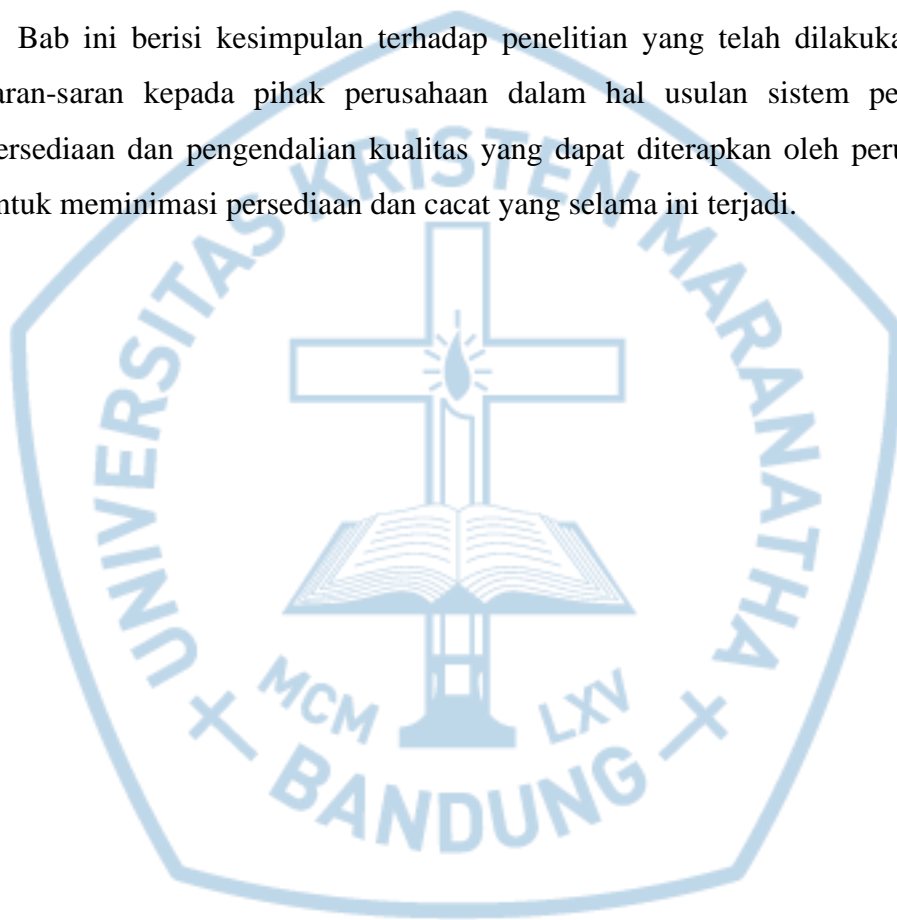 Bab ini berisi kesimpulan terhadap penelitian yang telah dilakuka
aran-saran kepada pihak perusahaan dalam hal usulan sistem pe
ersediaan dan pengendalian kualitas yang dapat diterapkan oleh peru
ntuk meminimasi persediaan dan cacat yang selama ini terjadi.
UNIVERSITAS KRISTEN MARANATHA
MCM LXV
BANDUNG